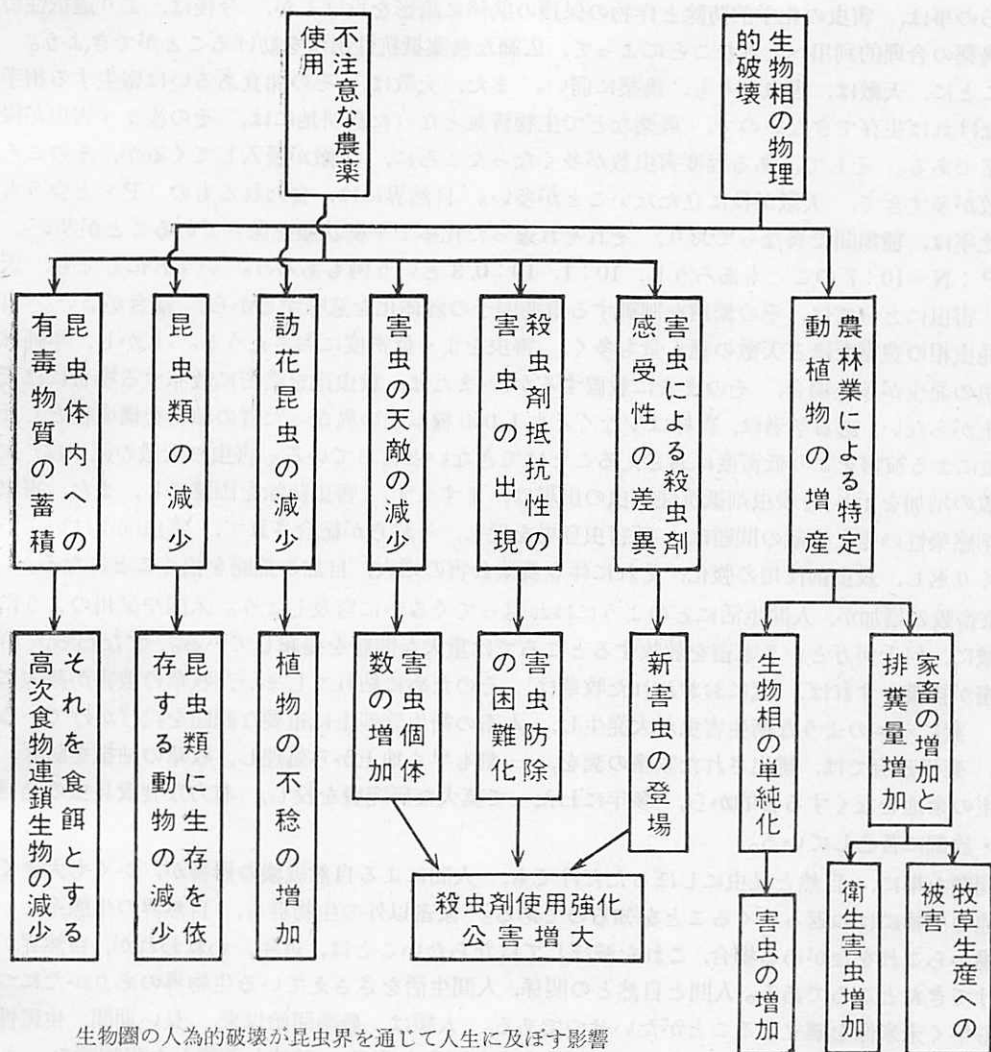 生物相の物理
的破壊
不注意な農薬
使用
農林業による特定
動植物の増産
害虫による殺虫剤
感受性の差異
殺虫剤抵抗性の
害虫の出現
害虫の天敵の減少
訪花昆虫の減少
昆虫類の減少
昆虫体内への
有毒物質の蓄積
家畜の増加と
排糞量増加
生物相の単純化
新害虫の登場
害虫防除
の困難化
害虫個体
数の増加
植物の不稔の増加
昆虫類に生存を依
存する動物の減少
それを食餌とする
高次食物連鎖生物の減少
牧草生産への
被害
衛生害虫増加
害虫の増加
殺虫剤使用強化
公害増大
生物圏の人為的破壊が昆虫界を通じて人生に及ぼす影響